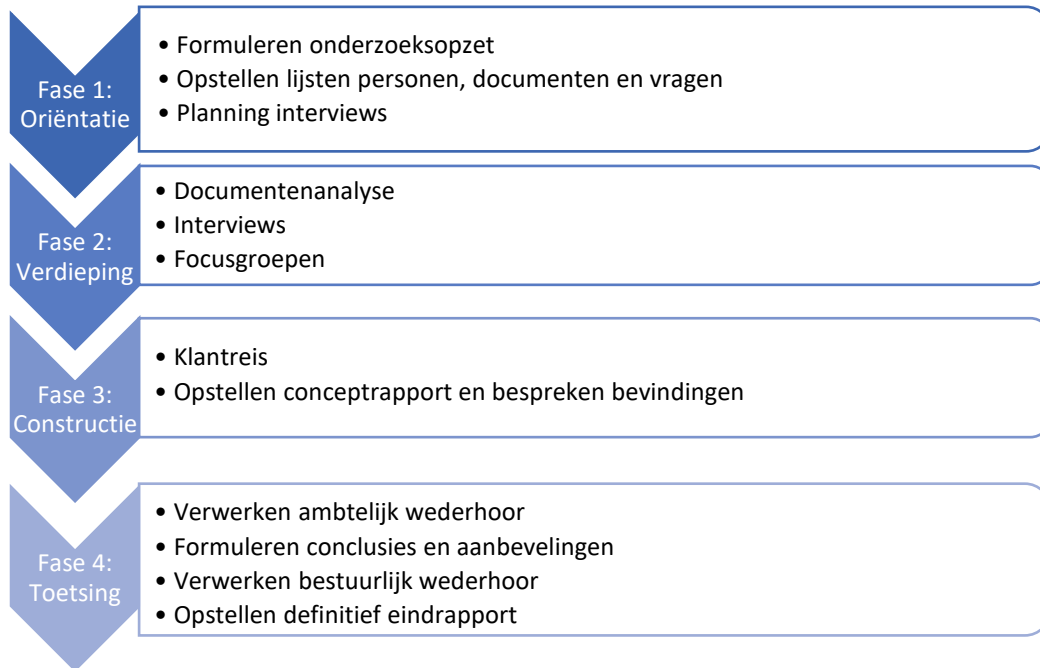 Fase 1:
Oriëntatie
• Formuleren onderzoeksopzet
• Opstellen lijsten personen, documenten en vragen
• Planning interviews
Fase 2:
Verdieping
• Documentenanalyse
• Interviews
• Focusgroepen
Fase 3:
Constructie
• Klantreis
• Opstellen conceptrapport en bespreken bevindingen
Fase 4:
Toetsing
• Verwerken ambtelijk wederhoor
• Formuleren conclusies en aanbevelingen
• Verwerken bestuurlijk wederhoor
• Opstellen definitief eindrapport